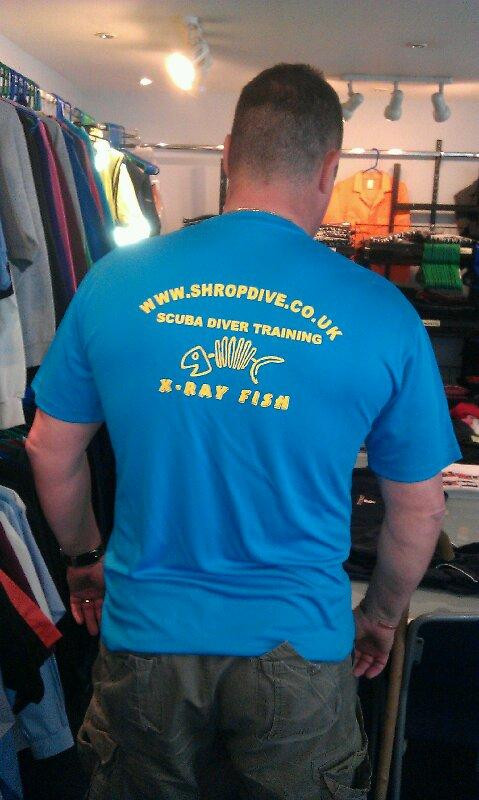 WWW.SHROPDIVE.CO.UK
SCUBA DIVER TRAINING
X-RAY FISH